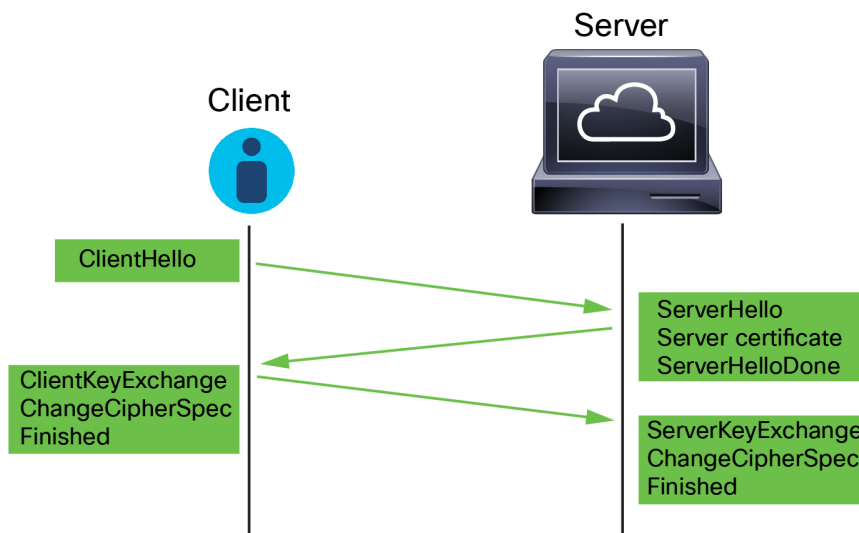 Server
Client
ClientHello
ServerHello
Server certificate
ServerHelloDone
ClientKeyExchange
ChangeCipherSpec
Finished
ServerKeyExchange
ChangeCipherSpec
Finished